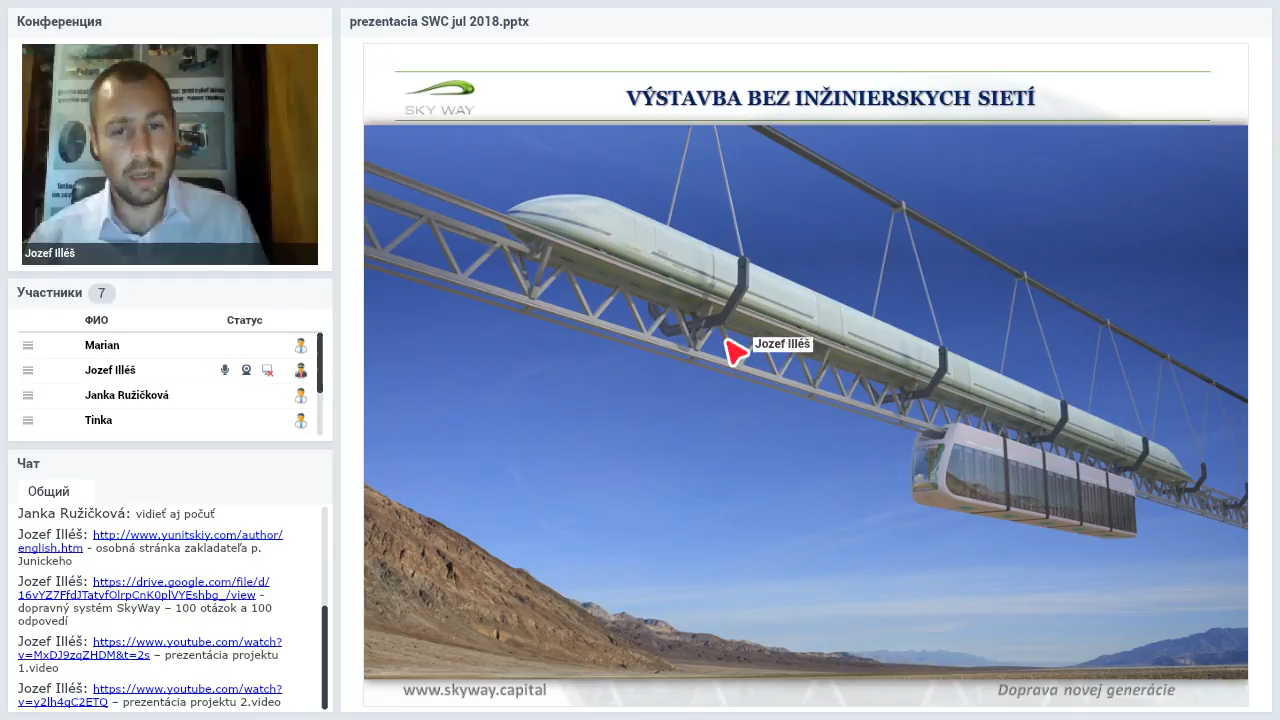 Конференция
Jozef Illéš
Участники 7
ФИО Статус
Marian
Jozef Illéš
Janka Ružičková
Tinka
Чат
Общий
Janka Ružičková: vidieť aj počuť
Jozef Illéš: http://www.yunitskiy.com/author/
english.htm - osobná stránka zakladateľa p.
Junickeho
Jozef Illéš: https://drive.google.com/file/d/
16vYZ7FfdJTatvfOlrpCnK0plVYEshbg_/view -
dopravný systém SkyWay – 100 otázok a 100
odpovedí
Jozef Illéš: https://www.youtube.com/watch?
v=MxDJ9zqZHDM&t=2s – prezentácia projektu
1.video
Jozef Illéš: https://www.youtube.com/watch?
v=y2lh4qC2ETQ – prezentácia projektu 2.video
prezentacia SWC jul 2018.pptx
SKY WAY
VÝSTAVBA BEZ INŽINIERSKYCH SIETÍ
Jozef Illéš
www.skyway.capital
Doprava novej generácie